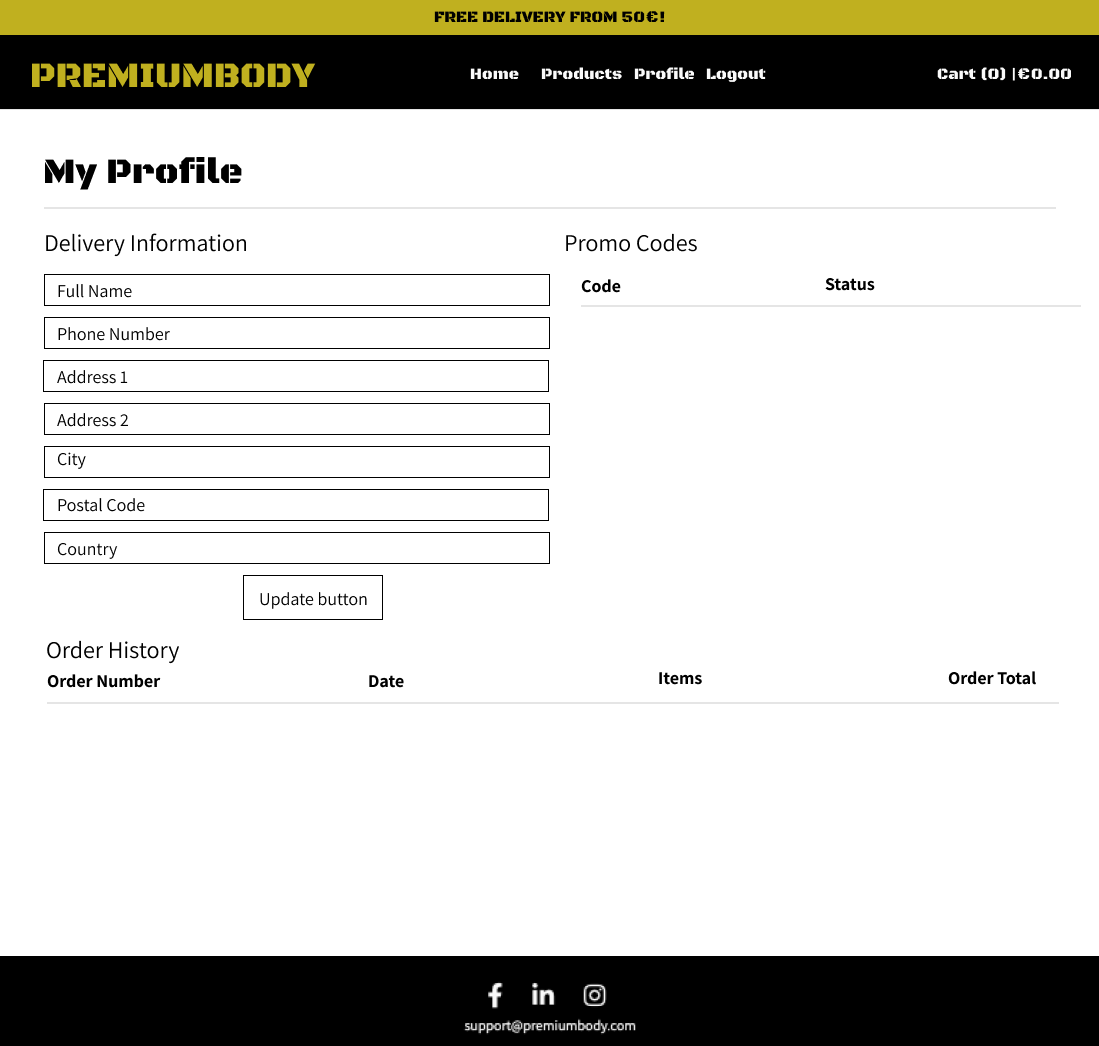 FREE DELIVERY FROM 50€!
PREMIUMBODY
Home Products Profile Logout
Cart (0) |€0.00
My Profile
Delivery Information
Full Name
Phone Number
Address 1
Address 2
City
Postal Code
Country
Update button
Promo Codes
Code Status
Order History
Order Number Date Items Order Total
support@premiumbody.com